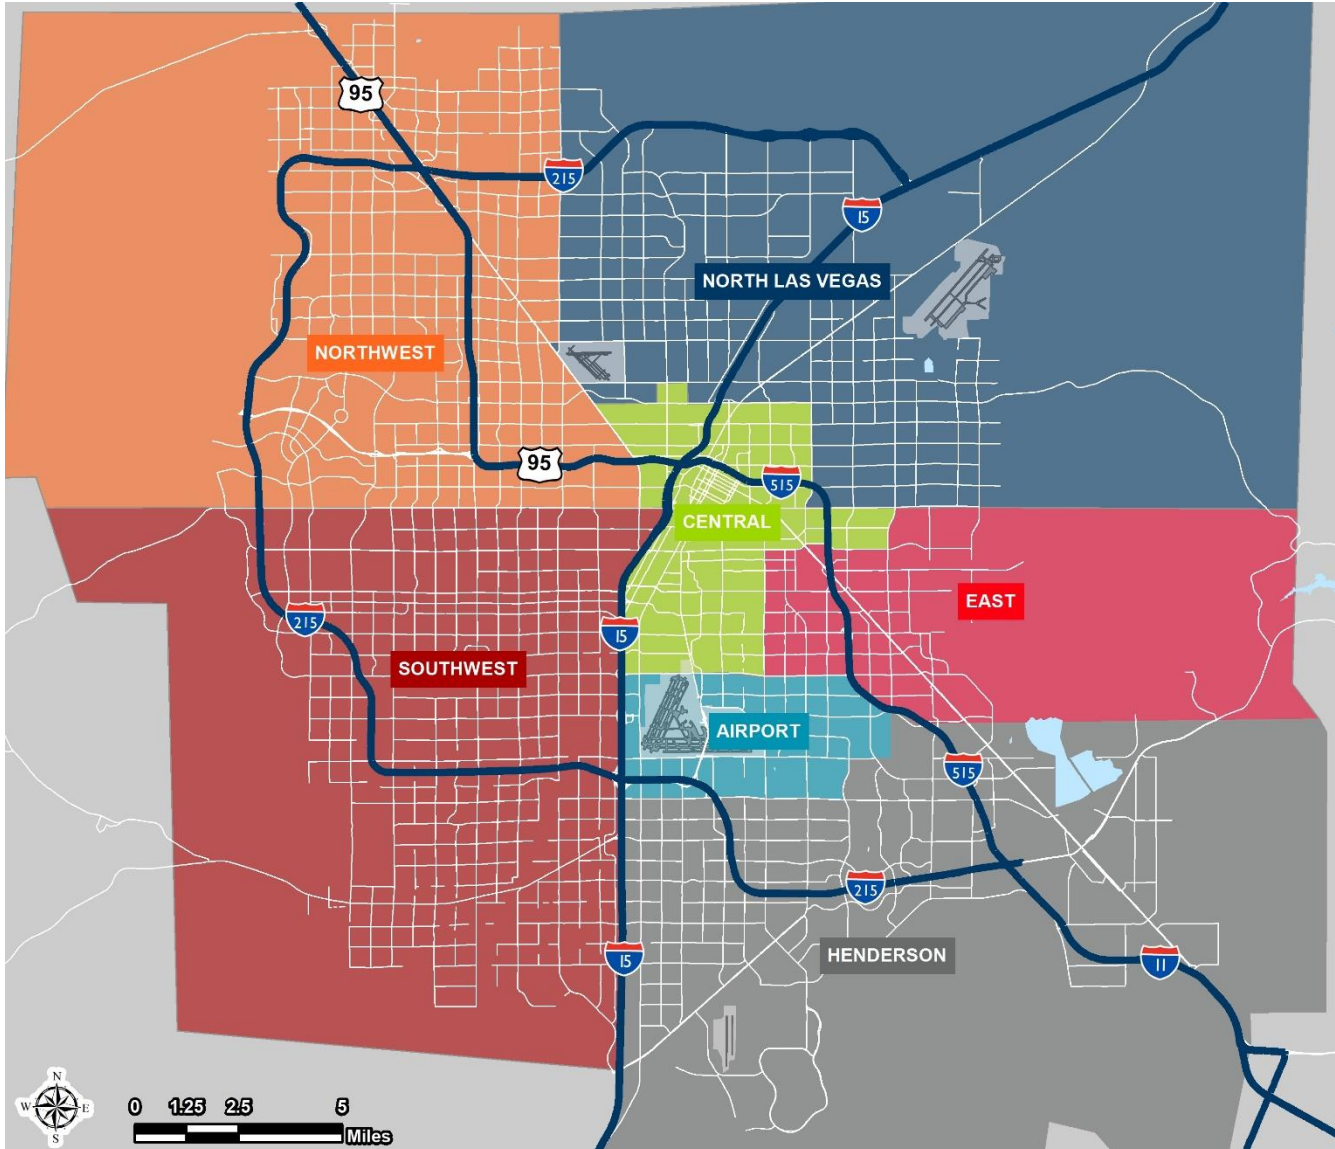 95
215
15
NORTH LAS VEGAS
NORTHWEST
95
515
CENTRAL
EAST
215
15
SOUTHWEST
AIRPORT
515
215
HENDERSON
15
11
N
W E
S
0 1.25 2.5 5
Miles